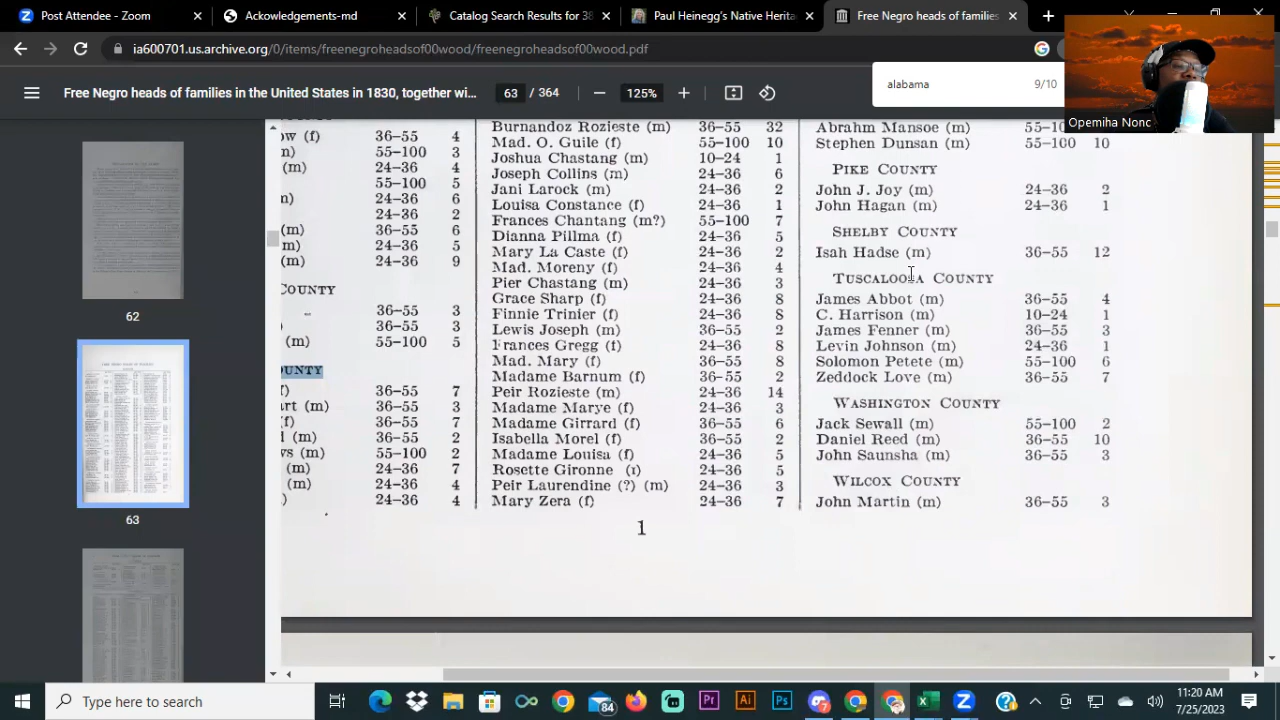 Post Attendee - Zoom
Ackowledgements-md
Catalog Search Results for 38
Paul Heinegg's Native Herita
Free Negro heads of families
ia600701.us.archive.org/0/items/freenegroheadsof00wood/freenegroheadsof00wood.pdf
Free Negro heads of families in the United States in 1830, together wi...
63 / 364
125%
alabama
9/10
Opemiha Nonc
62
63
ow (f) 36–55 4
m) 55–100 3
(m) 24–36 4
55–100 5
n) 24–36 6
24–36 2
(m) 36–55 6
m) 24–36 5
(m) 24–36 9
OUNTY
36–55 3
36–55 3
(m) 55–100 5
OUNTY
) 36–55 7
rt (m) 36–55 3
(f) 36–55 7
l (m) 36–55 2
vs (m) 55–100 2
(m) 24–36 7
(m) 24–36 4
) 24–36 4
Burnandoz Rozieste (m) 36–55 32
Mad. O. Guile (f) 55–100 10
Joshua Chastang (m) 10–24 1
Joseph Collins (m) 24–36 6
Jani Larock (m) 24–36 2
Louisa Constance (f) 24–36 1
Frances Chantang (m?) 55–100 7
Dianna Pillma (f) 24–36 5
Mary La Caste (f) 24–36 2
Mad. Moreny (f) 24–36 4
Pier Chastang (m) 24–36 3
Grace Sharp (f) 24–36 8
Finnie Trinier (f) 24–36 8
Lewis Joseph (m) 36–55 2
Frances Gregg (f) 24–36 8
Mad. Mary (f) 36–55 8
Madame Barnum (f) 36–55 2
Peir Rozieste (m) 24–36 14
Madame Marye (f) 24–36 3
Madame Girrard (f) 36–55 6
Isabella Morel (f) 36–55 2
Madame Louisa (f) 24–36 5
Rosette Gironne (f) 24–36 5
Peir Laurendine (?) (m) 24–36 3
Mary Zera (f) 24–36 7
Abrahm Mansoe (m) 55–10
Stephen Dunsan (m) 55–100 10
PIKE COUNTY
John J. Joy (m) 24–36 2
John Hagan (m) 24–36 1
SHELBY COUNTY
Isah Hadse (m) 36–55 12
TUSCALOOSA COUNTY
James Abbot (m) 36–55 4
C. Harrison (m) 10–24 1
James Fenner (m) 36–55 3
Levin Johnson (m) 24–36 1
Solomon Petete (m) 55–100 6
Zeddock Love (m) 36–55 7
WASHINGTON COUNTY
Jack Sewall (m) 55–100 2
Daniel Reed (m) 36–55 10
John Saunsha (m) 36–55 3
WILCOX COUNTY
John Martin (m) 36–55 3
1
Type here to search
84
Pr
Ai
Ps
11:20 AM
7/25/2023